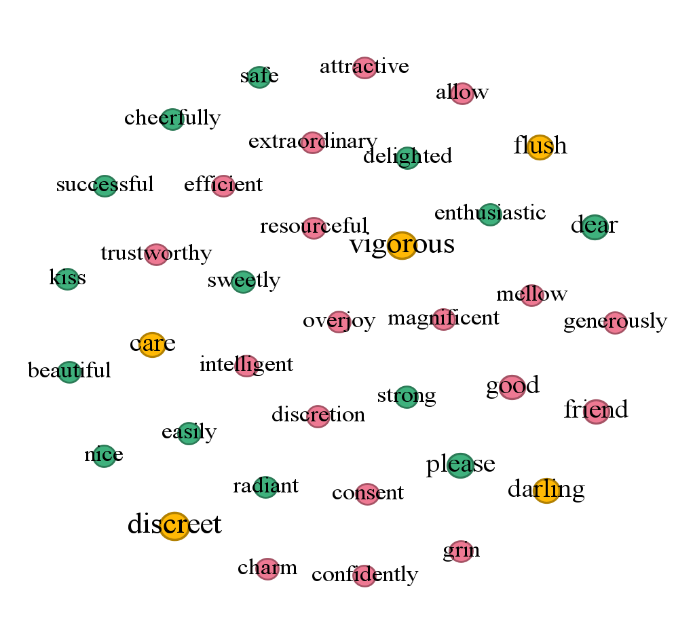 attractive
safe
allow
cheerfully
extraordinary
flush
delighted
successful
efficient
enthusiastic
dear
resourceful
vigorous
trustworthy
kiss
sweetly
mellow
overjoy
magnificent
generously
care
beautiful
intelligent
strong
good
discretion
friend
easily
nice
please
radiant
consent
darling
discreet
grin
charm
confidently